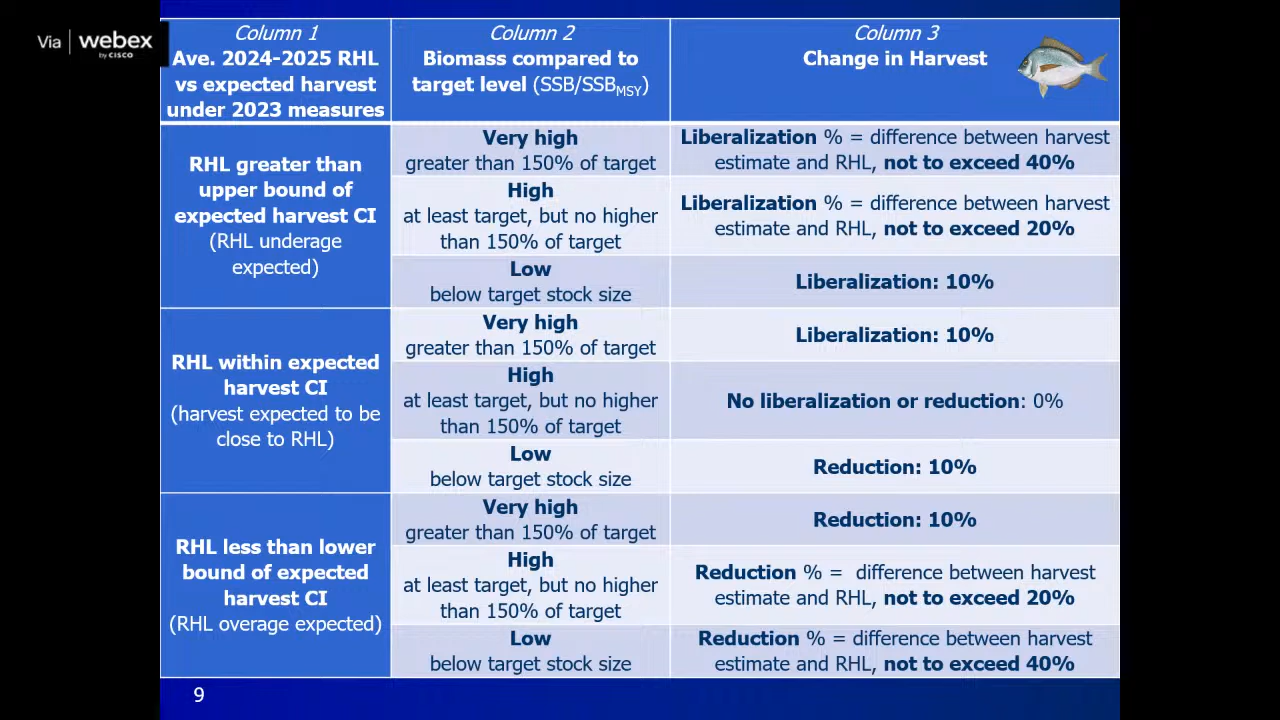 Via webex
by CISCO
Column 1
Ave. 2024-2025 RHL
vs expected harvest
under 2023 measures
Column 2
Biomass compared to
target level (SSB/SSBMSY)
Column 3
Change in Harvest
RHL greater than
upper bound of
expected harvest CI
(RHL underage
expected)
Very high
greater than 150% of target
Liberalization % = difference between harvest
estimate and RHL, not to exceed 40%
High
at least target, but no higher
than 150% of target
Liberalization % = difference between harvest
estimate and RHL, not to exceed 20%
Low
below target stock size
Liberalization: 10%
RHL within expected
harvest CI
(harvest expected to be
close to RHL)
Very high
greater than 150% of target
Liberalization: 10%
High
at least target, but no higher
than 150% of target
No liberalization or reduction: 0%
Low
below target stock size
Reduction: 10%
RHL less than lower
bound of expected
harvest CI
(RHL overage expected)
Very high
greater than 150% of target
Reduction: 10%
High
at least target, but no higher
than 150% of target
Reduction % = difference between harvest
estimate and RHL, not to exceed 20%
Low
below target stock size
Reduction % = difference between harvest
estimate and RHL, not to exceed 40%
9